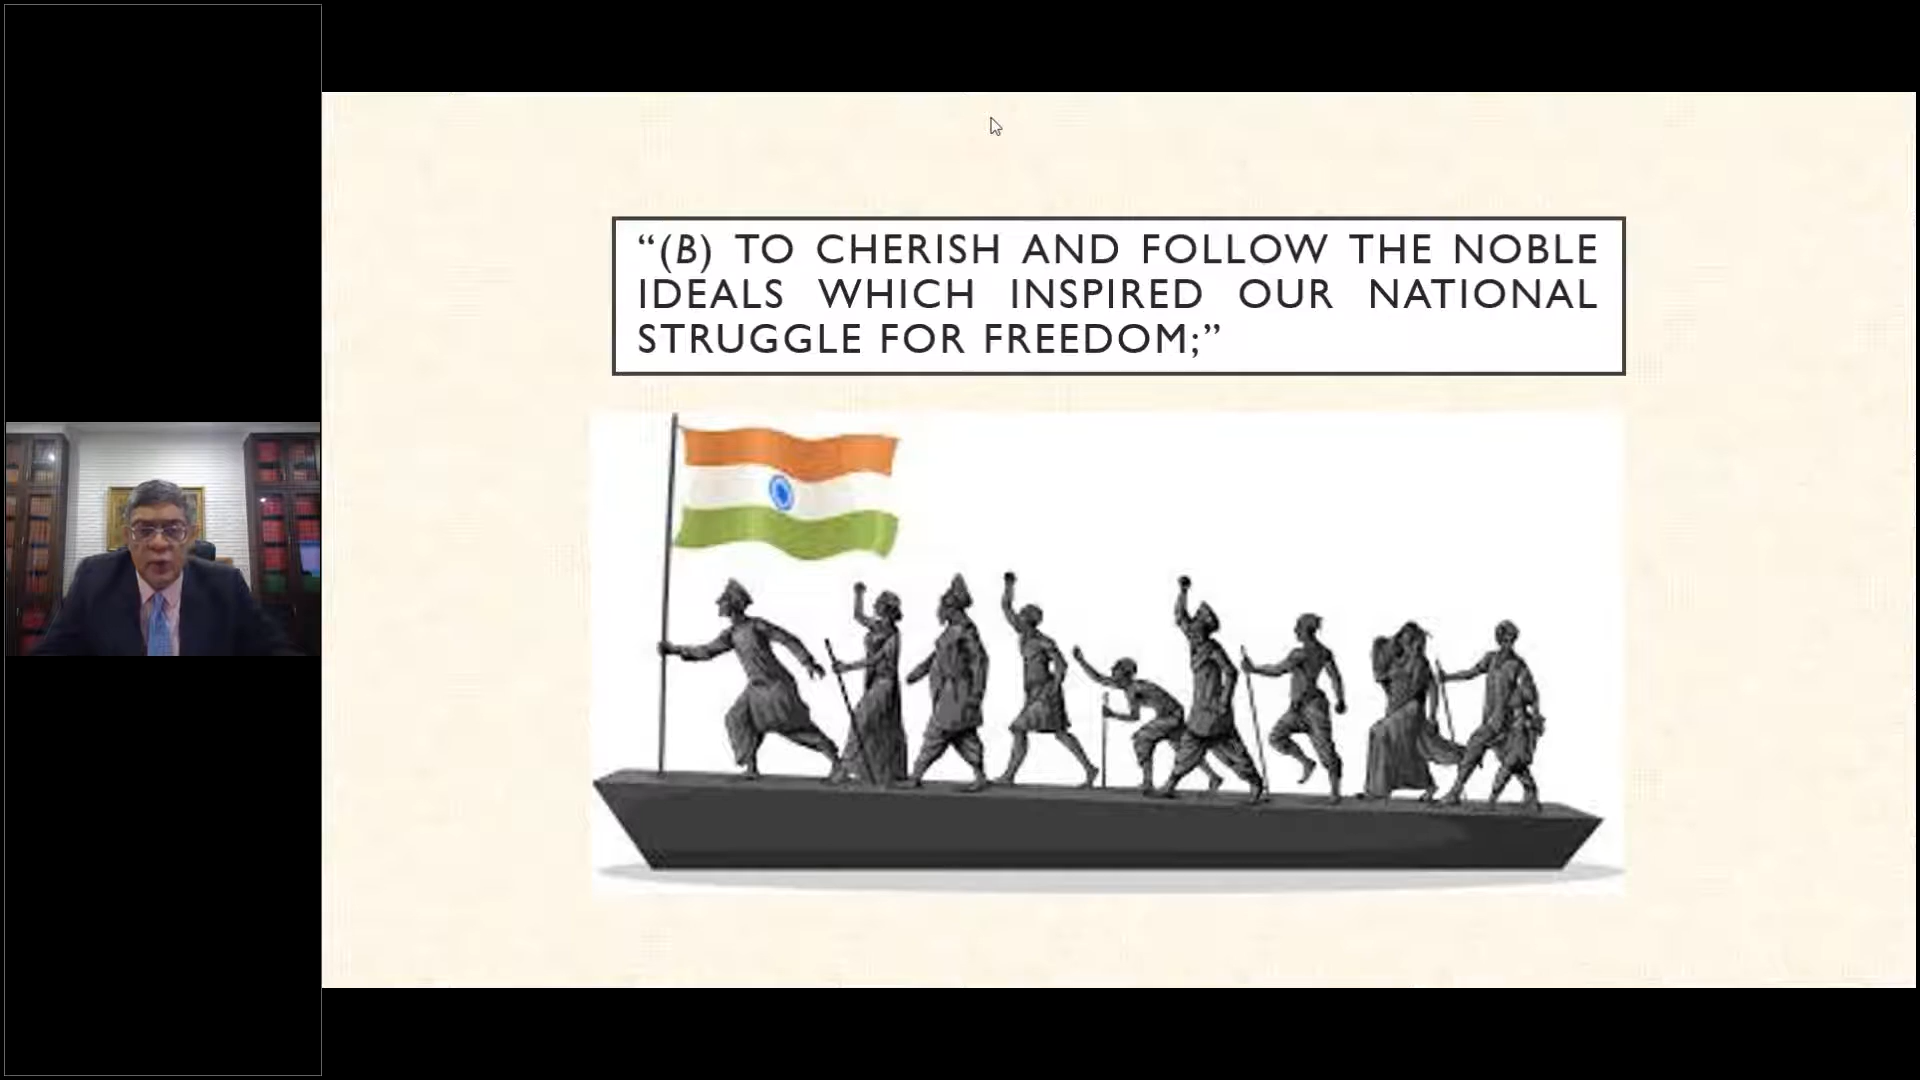 “(B) TO CHERISH AND FOLLOW THE NOBLE
IDEALS WHICH INSPIRED OUR NATIONAL
STRUGGLE FOR FREEDOM;”